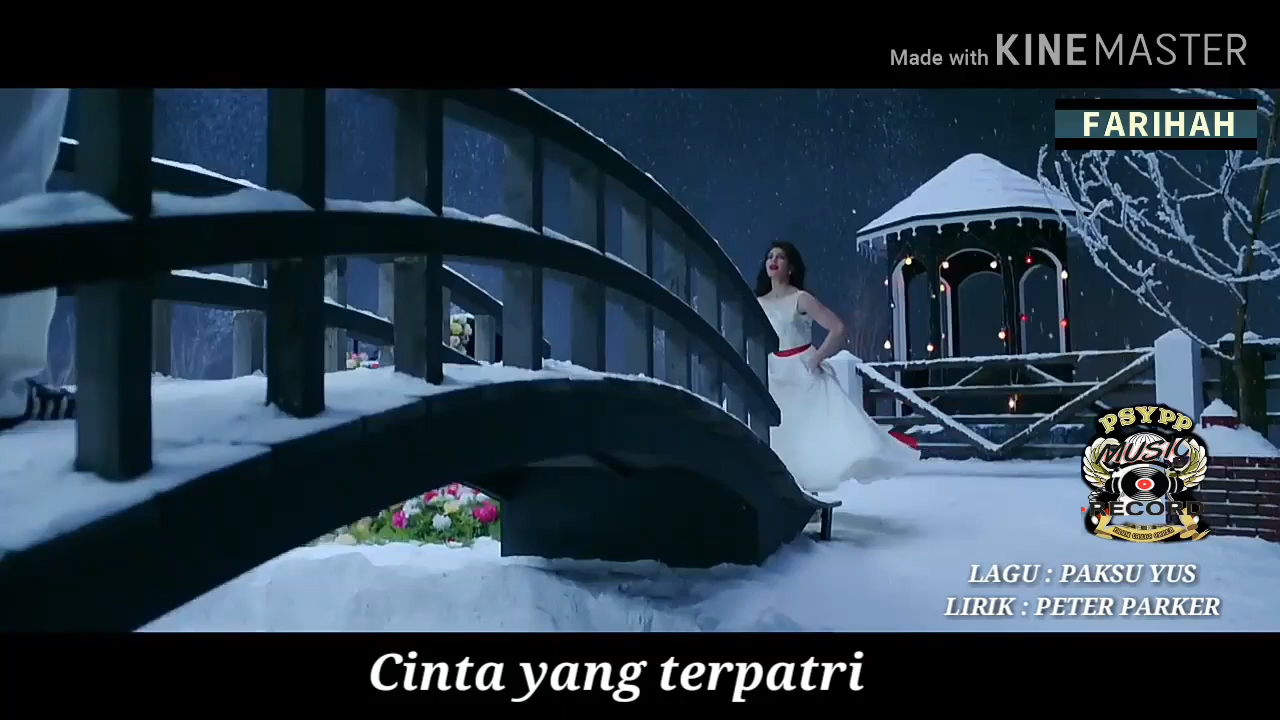 Made with KINEMASTER
FARIHAH
PSYPP
MUSIC
RECORD
LAGU : PAKSU YUS
LIRIK : PETER PARKER
Cinta yang terpatri